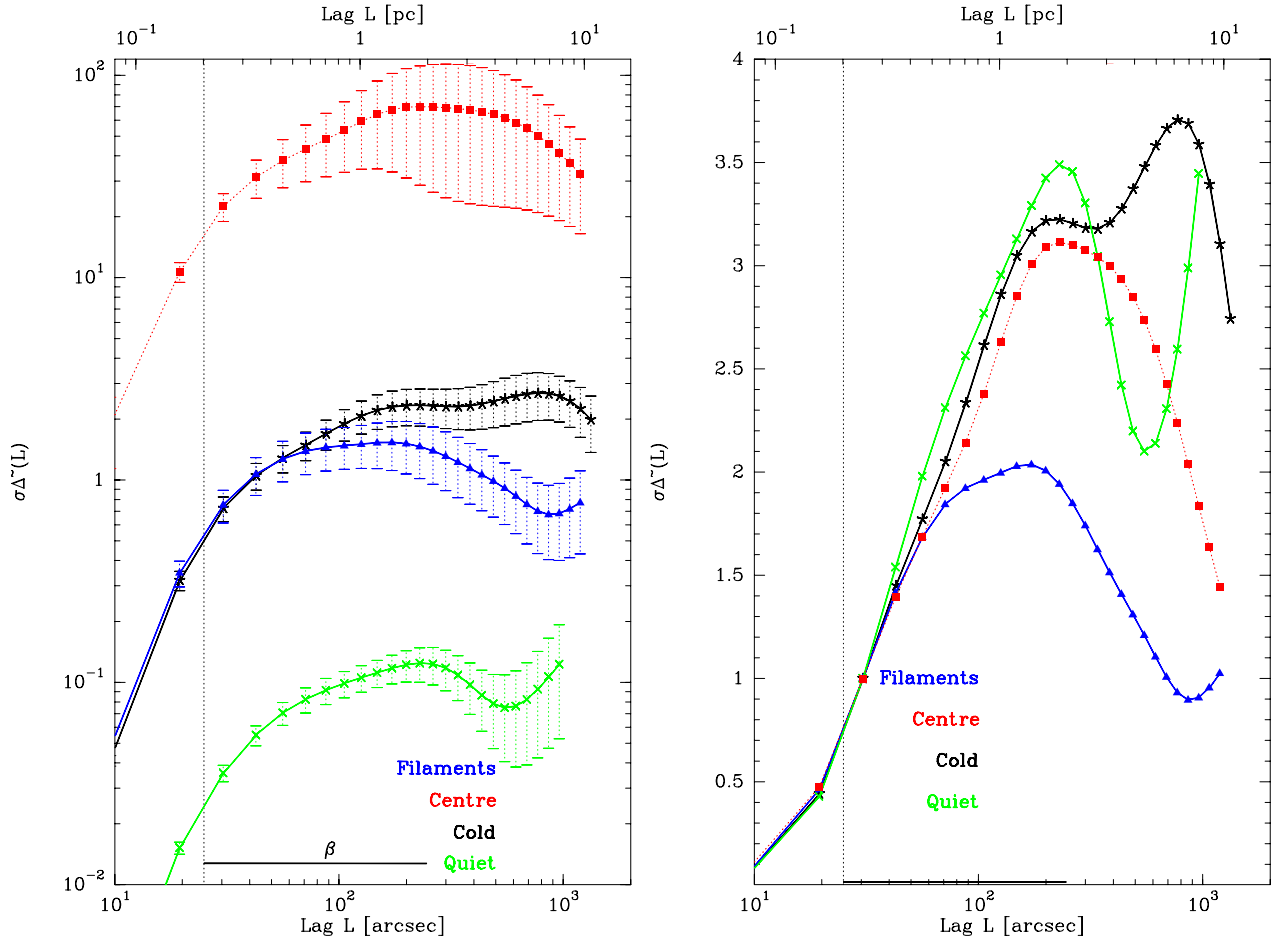 Lag L [pc]
10⁻¹ 1 10
10² 10 1 10⁻¹ 10⁻²
σΔ~(L)
Filaments
Centre
Cold
Quiet
β
10¹ 10² 10³
Lag L [arcsec]
Lag L [pc]
10⁻¹ 1 10¹
4 3.5 3 2.5 2 1.5 1 0.5
σΔ~(L)
Filaments
Centre
Cold
Quiet
10¹ 10² 10³
Lag L [arcsec]